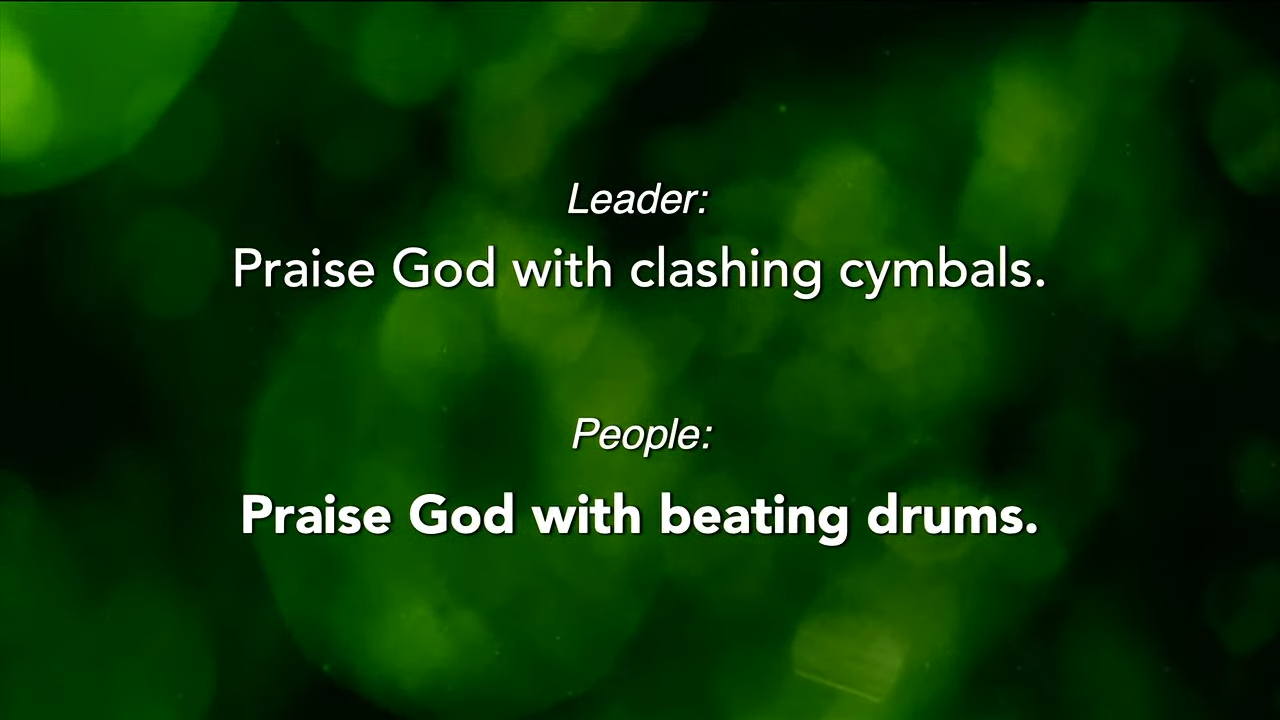 Leader:
Praise God with clashing cymbals.
People:
Praise God with beating drums.